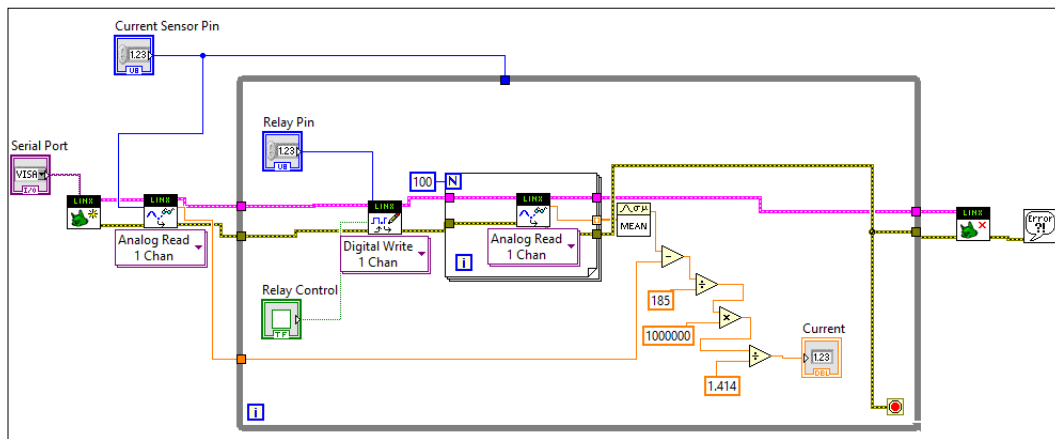 Current Sensor Pin
1.23
U8
Relay Pin
1.23
U8
Serial Port
VISA
I/O
LINX
LINX
Analog Read
1 Chan
LINX
Digital Write
1 Chan
Relay Control
TF
100
N
LINX
Analog Read
1 Chan
i
σμ
MEAN
185
1000000
1.414
Current
1.23
DBL
LINX
Error
?!
i